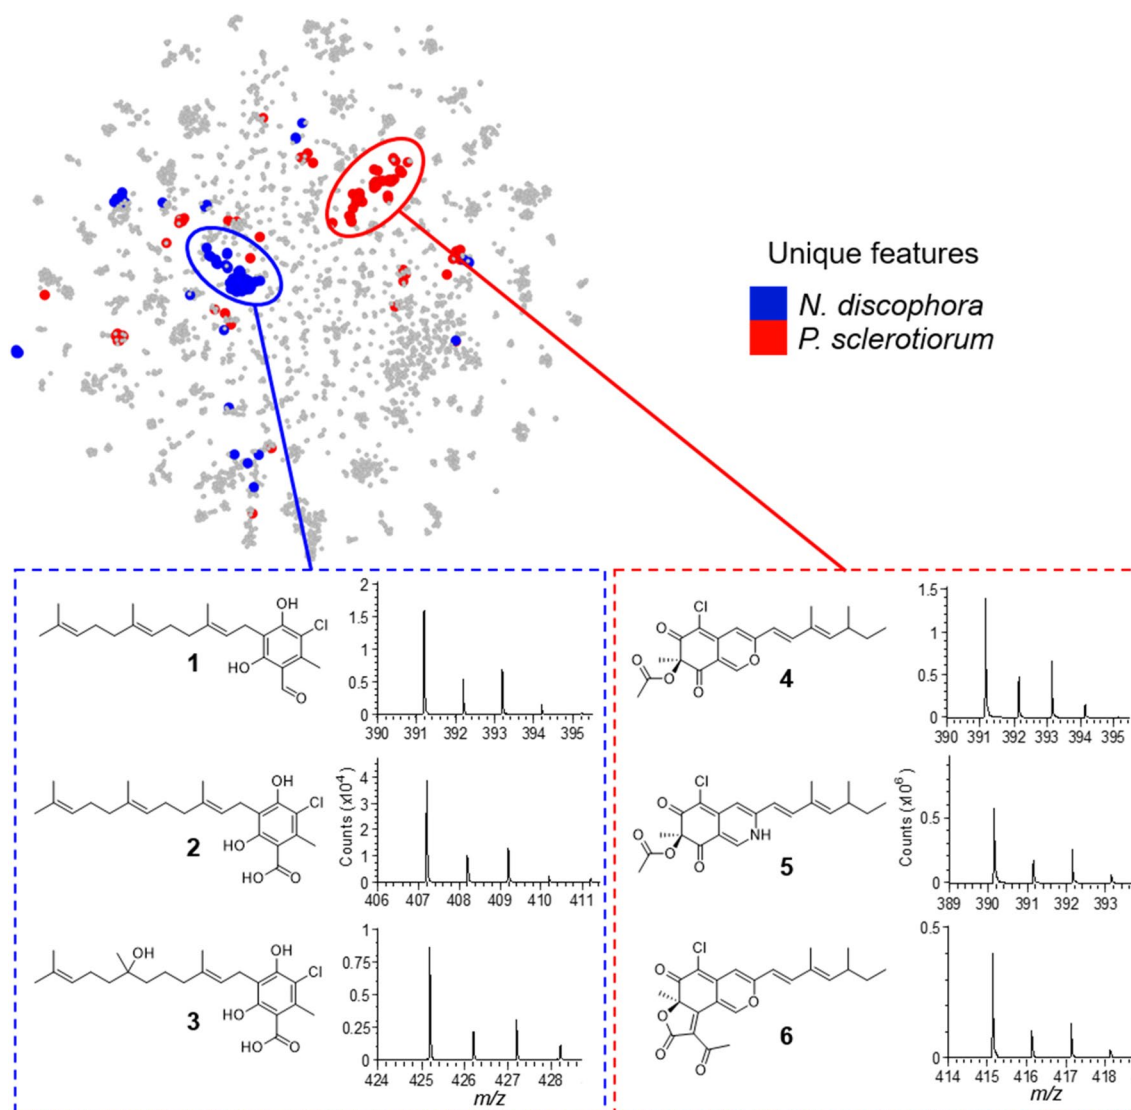 Unique features
N. discophora
P. sclerotiorum
OH
Cl
HO
O
1
2
1.5
1
0.5
0
390 391 392 393 394 395
Cl
O
O
O
O
O
4
1.5
1
0.5
0
390 391 392 393 394 395
OH
Cl
HO
HO
O
2
Counts (x10⁴)
4
3
2
1
0
406 407 408 409 410 411
Cl
O
NH
O
O
O
5
Counts (x10⁶)
1
0.5
0
389 390 391 392 393
OH
OH
Cl
HO
HO
O
3
1
0.75
0.5
0.25
0
424 425 426 427 428
m/z
Cl
O
O
O
O
O
6
0.5
0
414 415 416 417 418
m/z